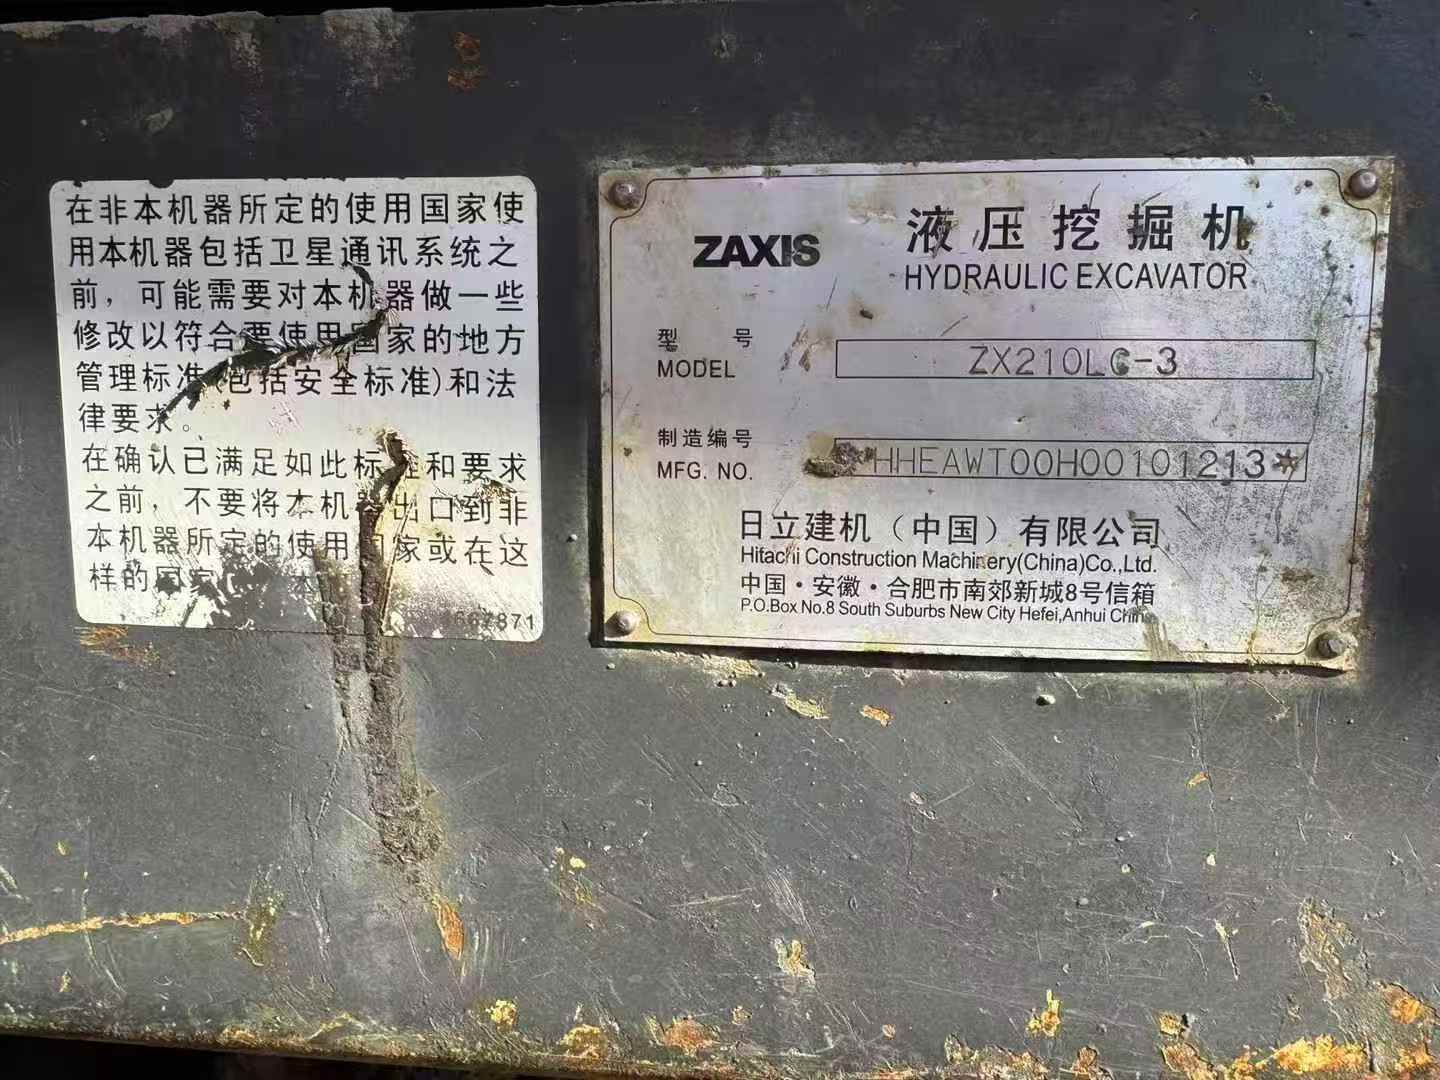 在非本机器所定的使用国家使
用本机器包括卫星通讯系统之
前，可能需要对本机器做一些
修改以符合要使用国家的地方
管理标准(包括安全标准)和法
律要求。
在确认已满足如此标准和要求
之前，不要将本机器出口到非
本机器所定的使用国家或在这
样的国家
ZAXIS
液压挖掘机
HYDRAULIC EXCAVATOR
型 号
MODEL
ZX210LC-3
制造编号
MFG. NO.
HHEAWT00H00101213*
日立建机（中国）有限公司
Hitachi Construction Machinery(China)Co.,Ltd.
中国·安徽·合肥市南郊新城8号信箱
P.O.Box No.8 South Suburbs New City Hefei,Anhui China